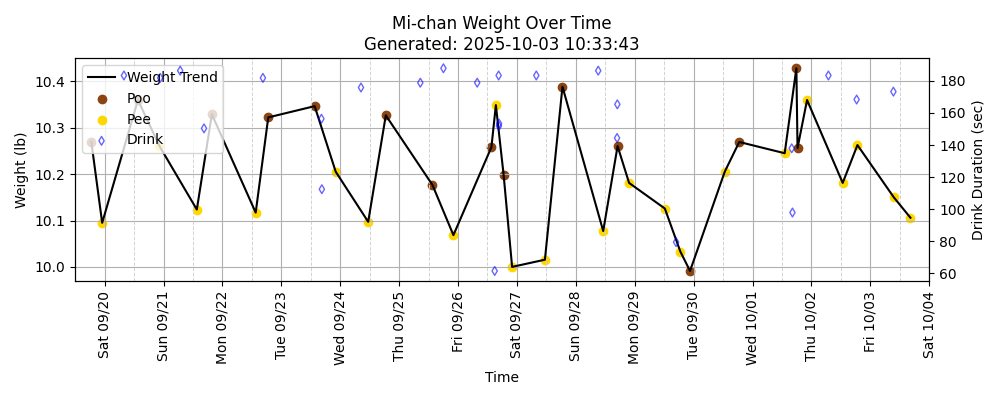 Mi-chan Weight Over Time
Generated: 2025-10-03 10:33:43
Weight Trend
Poo
Pee
Drink
Weight (lb)
10.4
10.3
10.2
10.1
10.0
Drink Duration (sec)
180
160
140
120
100
80
60
Sat 09/20
Sun 09/21
Mon 09/22
Tue 09/23
Wed 09/24
Thu 09/25
Fri 09/26
Sat 09/27
Sun 09/28
Mon 09/29
Tue 09/30
Wed 10/01
Thu 10/02
Fri 10/03
Sat 10/04
Time